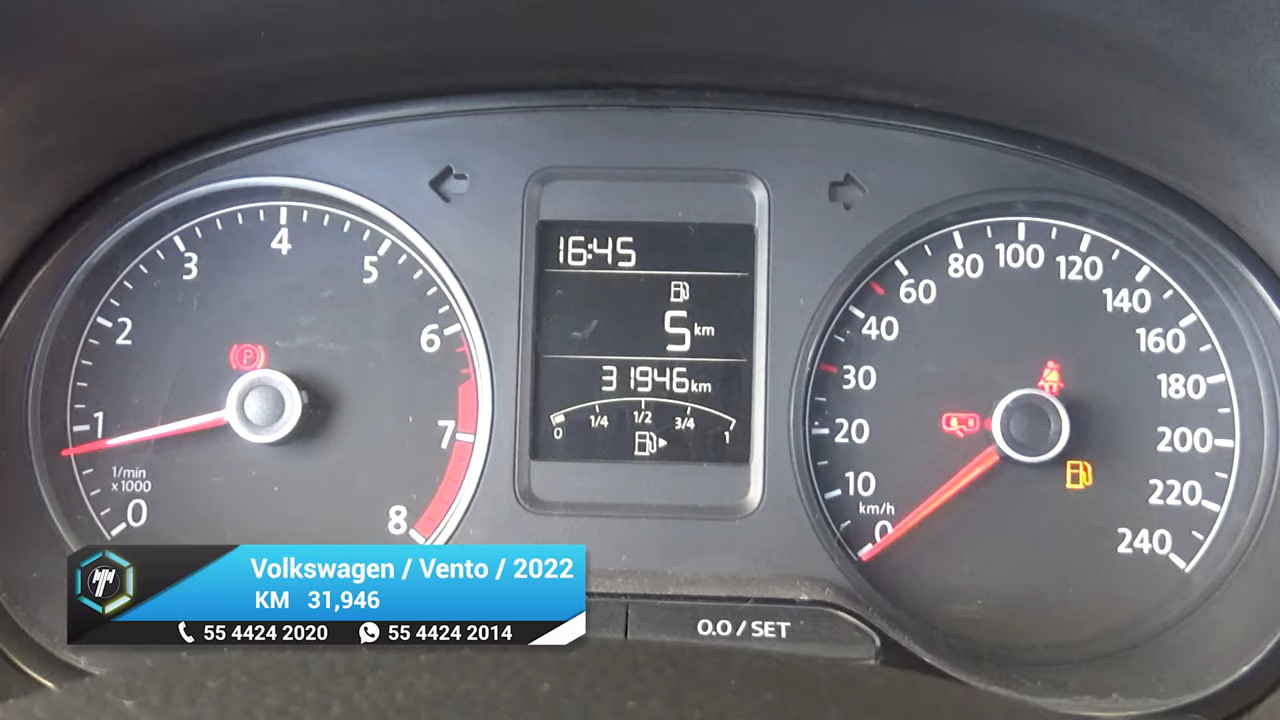 0
1
2
3
4
5
6
7
8
1/min
x1000
P
16:45
5 km
31946 km
0 1/4 1/2 3/4 1
0
10
20
30
40
60
80
100
120
140
160
180
200
220
240
km/h
0.0 / SET
Volkswagen / Vento / 2022
KM 31,946
55 4424 2020 55 4424 2014